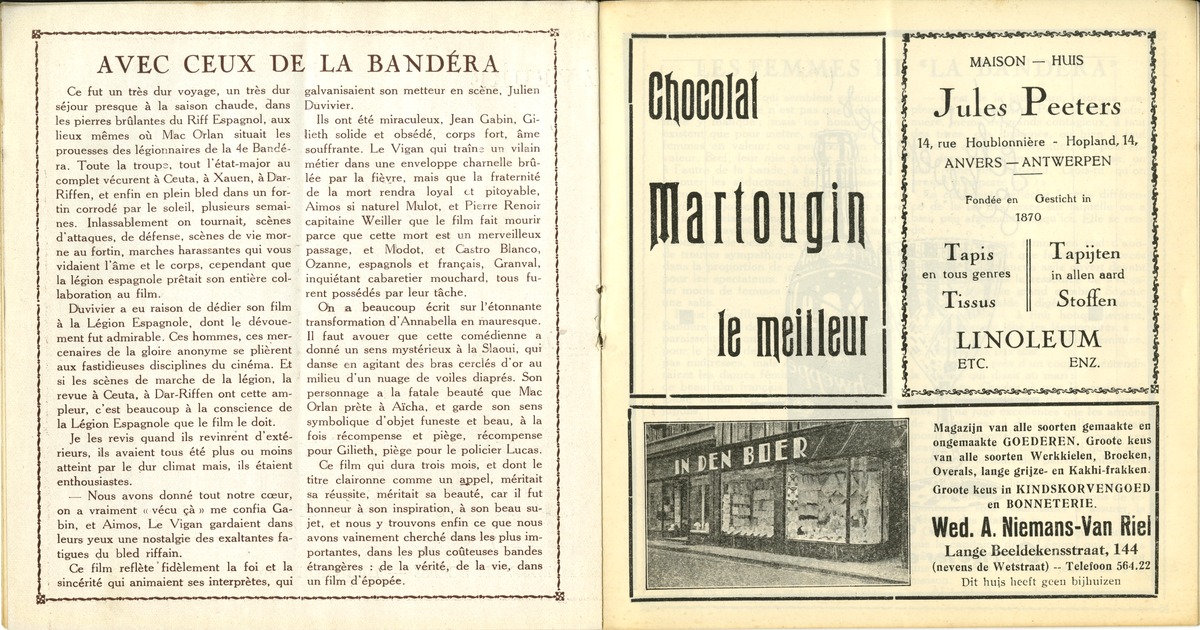 AVEC CEUX DE LA BANDÉRA
Ce fut un très dur voyage, un très dur
séjour presque à la saison chaude, dans
les pierres brûlantes du Riff Espagnol, aux
lieux mêmes où Mac Orlan situait les
prouesses des légionnaires de la 4e Bandé-
ra. Toute la troupe, tout l'état-major au
complet vécurent à Ceuta, à Xauen, à Dar-
Riffen, et enfin en plein bled dans un for-
tin corrodé par le soleil, plusieurs semai-
nes. Inlassablement on tournait, scènes
d'attaques, de défense, scènes de vie mor-
ne au fortin, marches harassantes qui vous
vidaient l'âme et le corps, cependant que
la légion espagnole prêtait son entière col-
laboration au film.
Duvivier a eu raison de dédier son film
à la Légion Espagnole, dont le dévoue-
ment fut admirable. Ces hommes, ces mer-
cenaires de la gloire anonyme se plièrent
aux fastidieuses disciplines du cinéma. Et
si les scènes de marche de la légion, la
revue à Ceuta, à Dar-Riffen ont cette am-
pleur, c'est beaucoup à la conscience de
la Légion Espagnole que le film le doit.
Je les revis quand ils revinrent d'exté-
rieurs, ils avaient tous été plus ou moins
atteint par le dur climat mais, ils étaient
enthousiastes.
— Nous avons donné tout notre cœur,
on a vraiment « vécu çà » me confia Ga-
bin, et Aimos, Le Vigan gardaient dans
leurs yeux une nostalgie des exaltantes fa-
tigues du bled riffain.
Ce film reflète fidèlement la foi et la
sincérité qui animaient ses interprètes, qui
galvanisaient son metteur en scène, Julien
Duvivier.
Ils ont été miraculeux, Jean Gabin, Gi-
lieth solide et obsédé, corps fort, âme
souffrante. Le Vigan qui traîne un vilain
métier dans une enveloppe charnelle brû-
lée par la fièvre, mais que la fraternité
de la mort rendra loyal et pitoyable,
Aimos si naturel Mulot, et Pierre Renoir
capitaine Weiller que le film fait mourir
parce que cette mort est un merveilleux
passage, et Modot, et Castro Blanco,
Ozanne, espagnols et français, Granval,
inquiétant cabaretier mouchard, tous fu-
rent possédés par leur tâche.
On a beaucoup écrit sur l'étonnante
transformation d'Annabella en mauresque.
Il faut avouer que cette comédienne a
donné un sens mystérieux à la Slaoui, qui
danse en agitant des bras cerclés d'or au
milieu d'un nuage de voiles diaprés. Son
personnage a la fatale beauté que Mac
Orlan prète à Aïcha, et garde son sens
symbolique d'objet funeste et beau, à la
fois récompense et piège, récompense
pour Gilieth, piège pour le policier Lucas.
Ce film qui dura trois mois, et dont le
titre claironne comme un appel, méritait
sa réussite, méritait sa beauté, car il fut
honneur à son inspiration, à son beau su-
jet, et nous y trouvons enfin ce que nous
avons vainement cherché dans les plus im-
portantes, dans les plus coûteuses bandes
étrangères : de la vérité, de la vie, dans
un film d'épopée.
Chocolat
Martougin
le meilleur
MAISON — HUIS
Jules Peeters
14, rue Houblonnière - Hopland, 14,
ANVERS — ANTWERPEN
Fondée en Gesticht in
1870
Tapis Tapijten
en tous genres in allen aard
Tissus Stoffen
LINOLEUM
ETC. ENZ.
IN DEN BOER
Magazijn van alle soorten gemaakte en
ongemaakte GOEDEREN. Groote keus
van alle soorten Werkkielen, Broeken,
Overals, lange grijze- en Kakhi-frakken.
Groote keus in KINDSKORVENGOED
en BONNETERIE.
Wed. A. Niemans-Van Riel
Lange Beeldekensstraat, 144
(nevens de Wetstraat) – Telefoon 564.22
Dit huis heeft geen bijhuizen